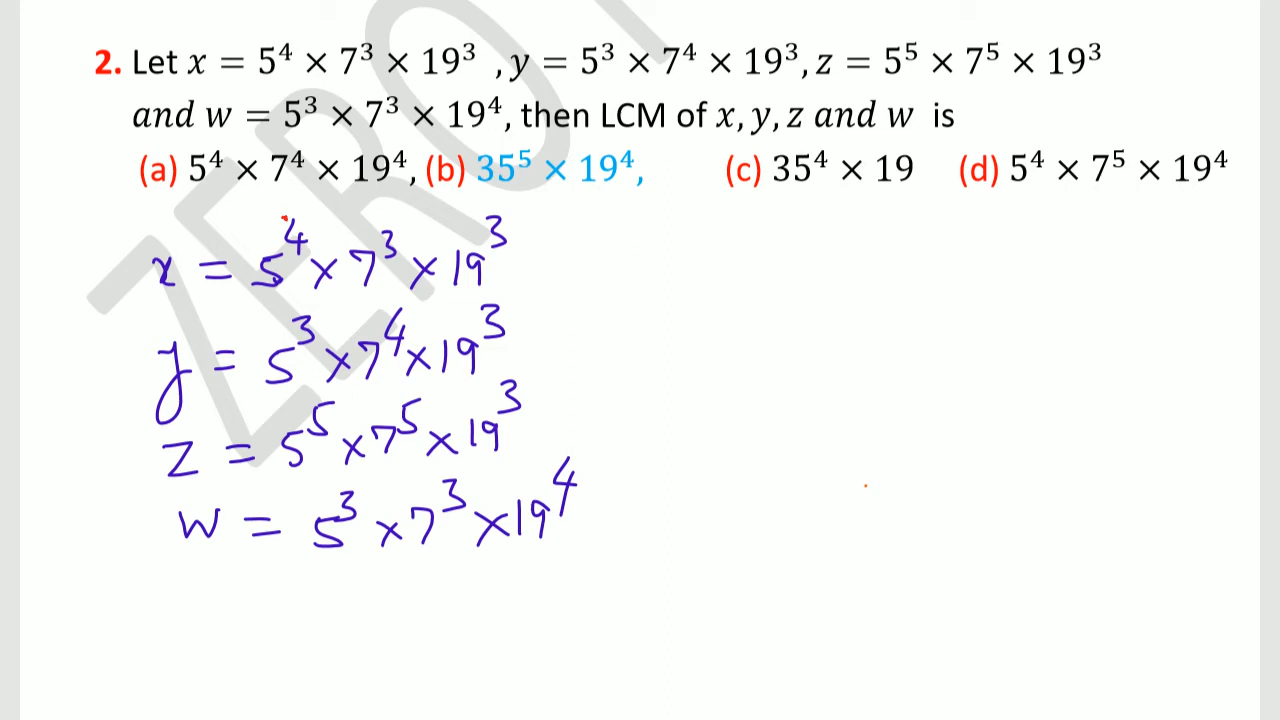 2. Let x = 5⁴ × 7³ × 19³ , y = 5³ × 7⁴ × 19³, z = 5⁵ × 7⁵ × 19³
and w = 5³ × 7³ × 19⁴, then LCM of x, y, z and w is
(a) 5⁴ × 7⁴ × 19⁴, (b) 35⁵ × 19⁴, (c) 35⁴ × 19 (d) 5⁴ × 7⁵ × 19⁴
x = 5⁴ × 7³ × 19³
y = 5³ × 7⁴ × 19³
z = 5⁵ × 7⁵ × 19³
w = 5³ × 7³ × 19⁴